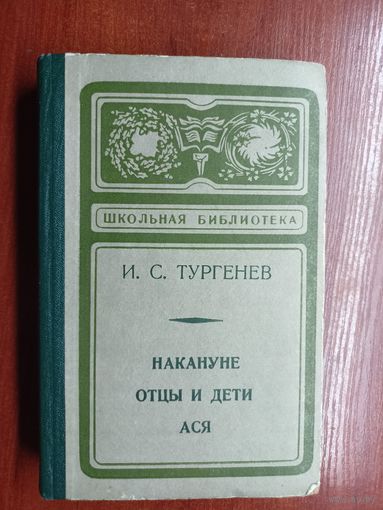 ШКОЛЬНАЯ БИБЛИОТЕКА
И. С. ТУРГЕНЕВ
НАКАНУНЕ
ОТЦЫ И ДЕТИ
АСЯ